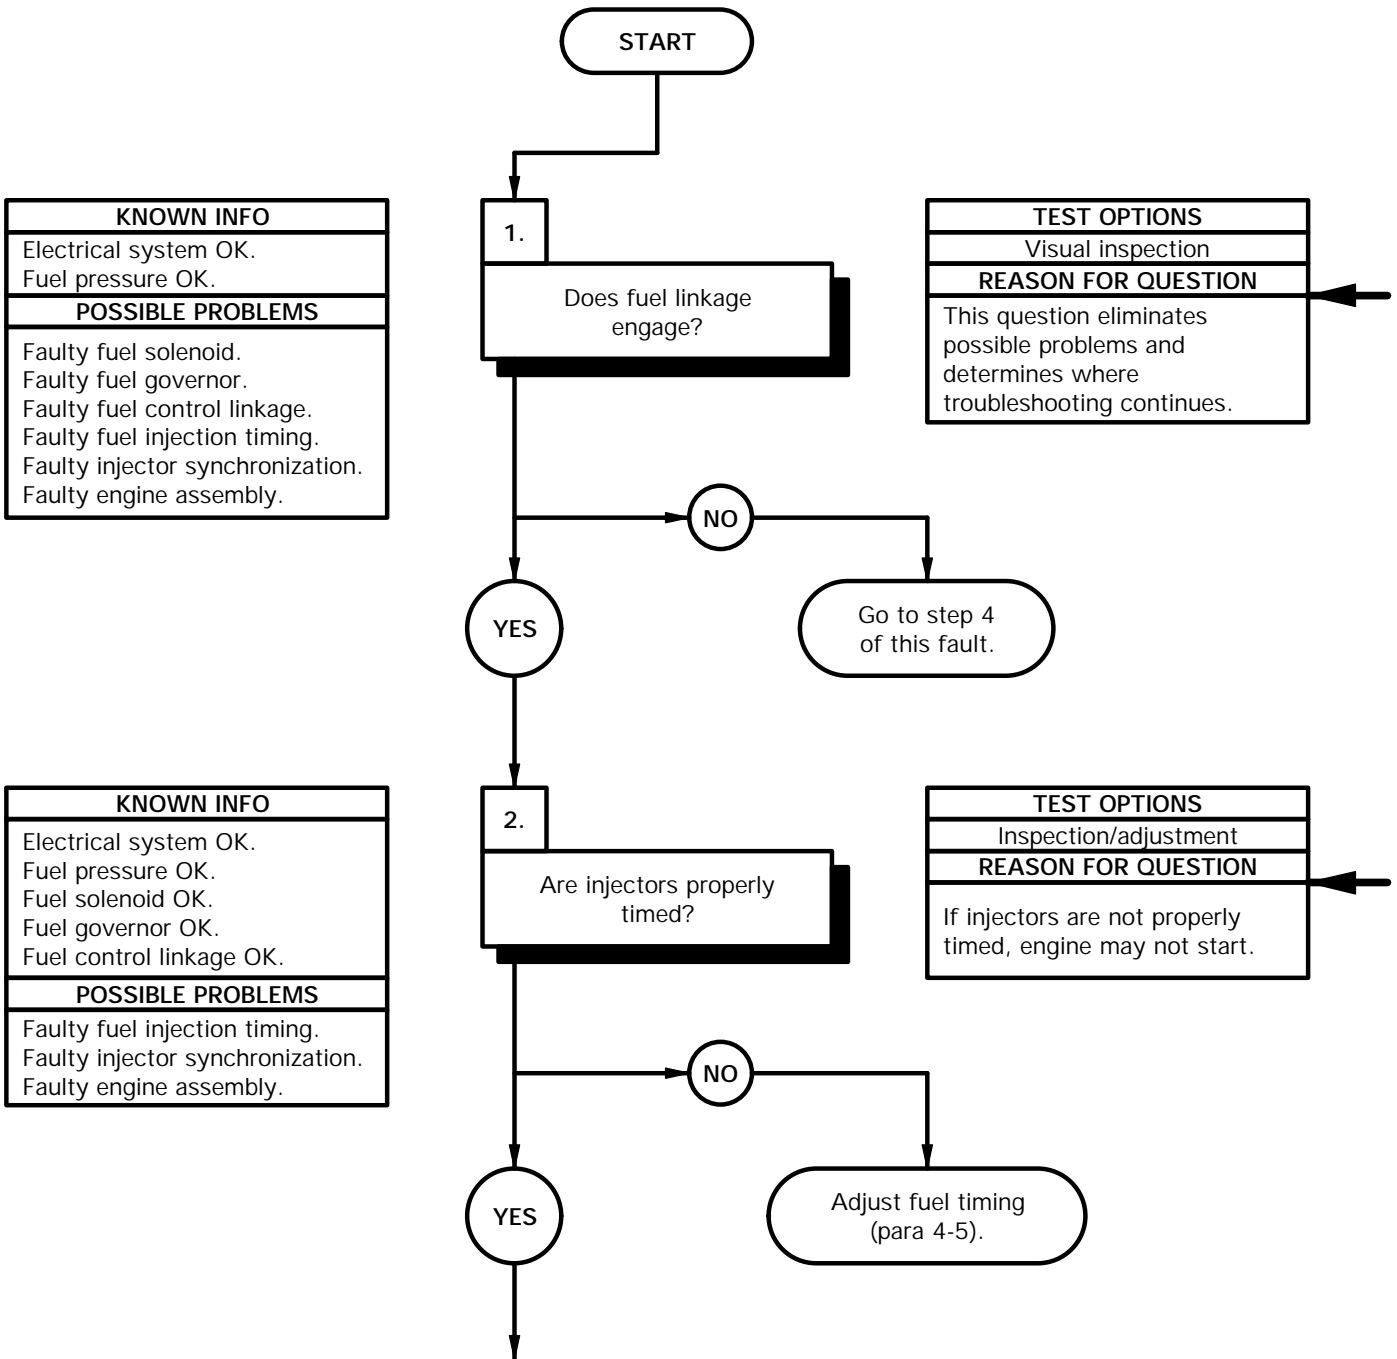 START
KNOWN INFO
Electrical system OK.
Fuel pressure OK.
POSSIBLE PROBLEMS
Faulty fuel solenoid.
Faulty fuel governor.
Faulty fuel control linkage.
Faulty fuel injection timing.
Faulty injector synchronization.
Faulty engine assembly.
1.
Does fuel linkage
engage?
TEST OPTIONS
Visual inspection
REASON FOR QUESTION
This question eliminates
possible problems and
determines where
troubleshooting continues.
NO
YES
Go to step 4
of this fault.
KNOWN INFO
Electrical system OK.
Fuel pressure OK.
Fuel solenoid OK.
Fuel governor OK.
Fuel control linkage OK.
POSSIBLE PROBLEMS
Faulty fuel injection timing.
Faulty injector synchronization.
Faulty engine assembly.
2.
Are injectors properly
timed?
TEST OPTIONS
Inspection/adjustment
REASON FOR QUESTION
If injectors are not properly
timed, engine may not start.
NO
YES
Adjust fuel timing
(para 4-5).